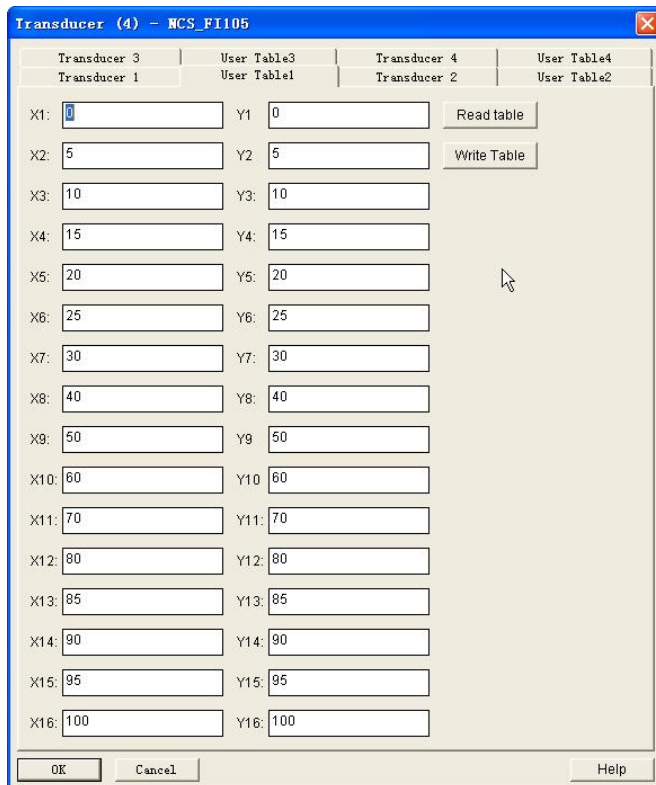 Transducer (4) - NCS_FI105
Transducer 3 User Table3 Transducer 4 User Table4
Transducer 1 User Table1 Transducer 2 User Table2
X1: 0 Y1 0 Read table
X2: 5 Y2 5 Write Table
X3: 10 Y3: 10
X4: 15 Y4: 15
X5: 20 Y5: 20
X6: 25 Y6: 25
X7: 30 Y7: 30
X8: 40 Y8: 40
X9: 50 Y9 50
X10: 60 Y10 60
X11: 70 Y11: 70
X12: 80 Y12: 80
X13: 85 Y13: 85
X14: 90 Y14: 90
X15: 95 Y15: 95
X16: 100 Y16: 100
OK Cancel Help